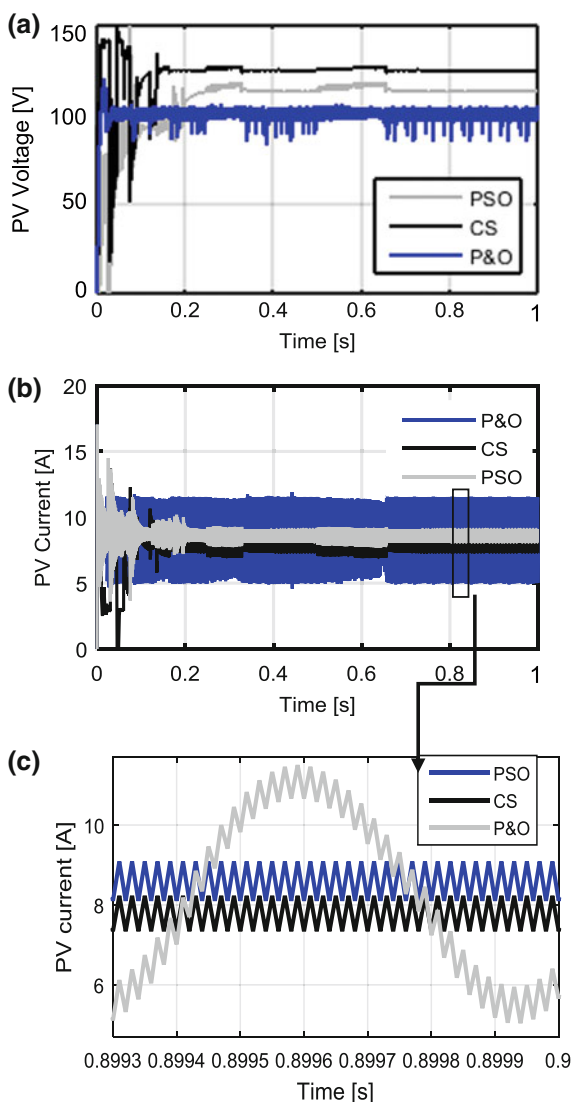 (a)
150
100
50
0
PV Voltage [V]
PSO
CS
P&O
0 0.2 0.4 0.6 0.8 1
Time [s]
(b)
20
15
10
5
0
PV Current [A]
P&O
CS
PSO
0 0.2 0.4 0.6 0.8 1
Time [s]
(c)
10
8
6
PV current [A]
PSO
CS
P&O
0.8993 0.8994 0.8995 0.8996 0.8997 0.8998 0.8999 0.9
Time [s]